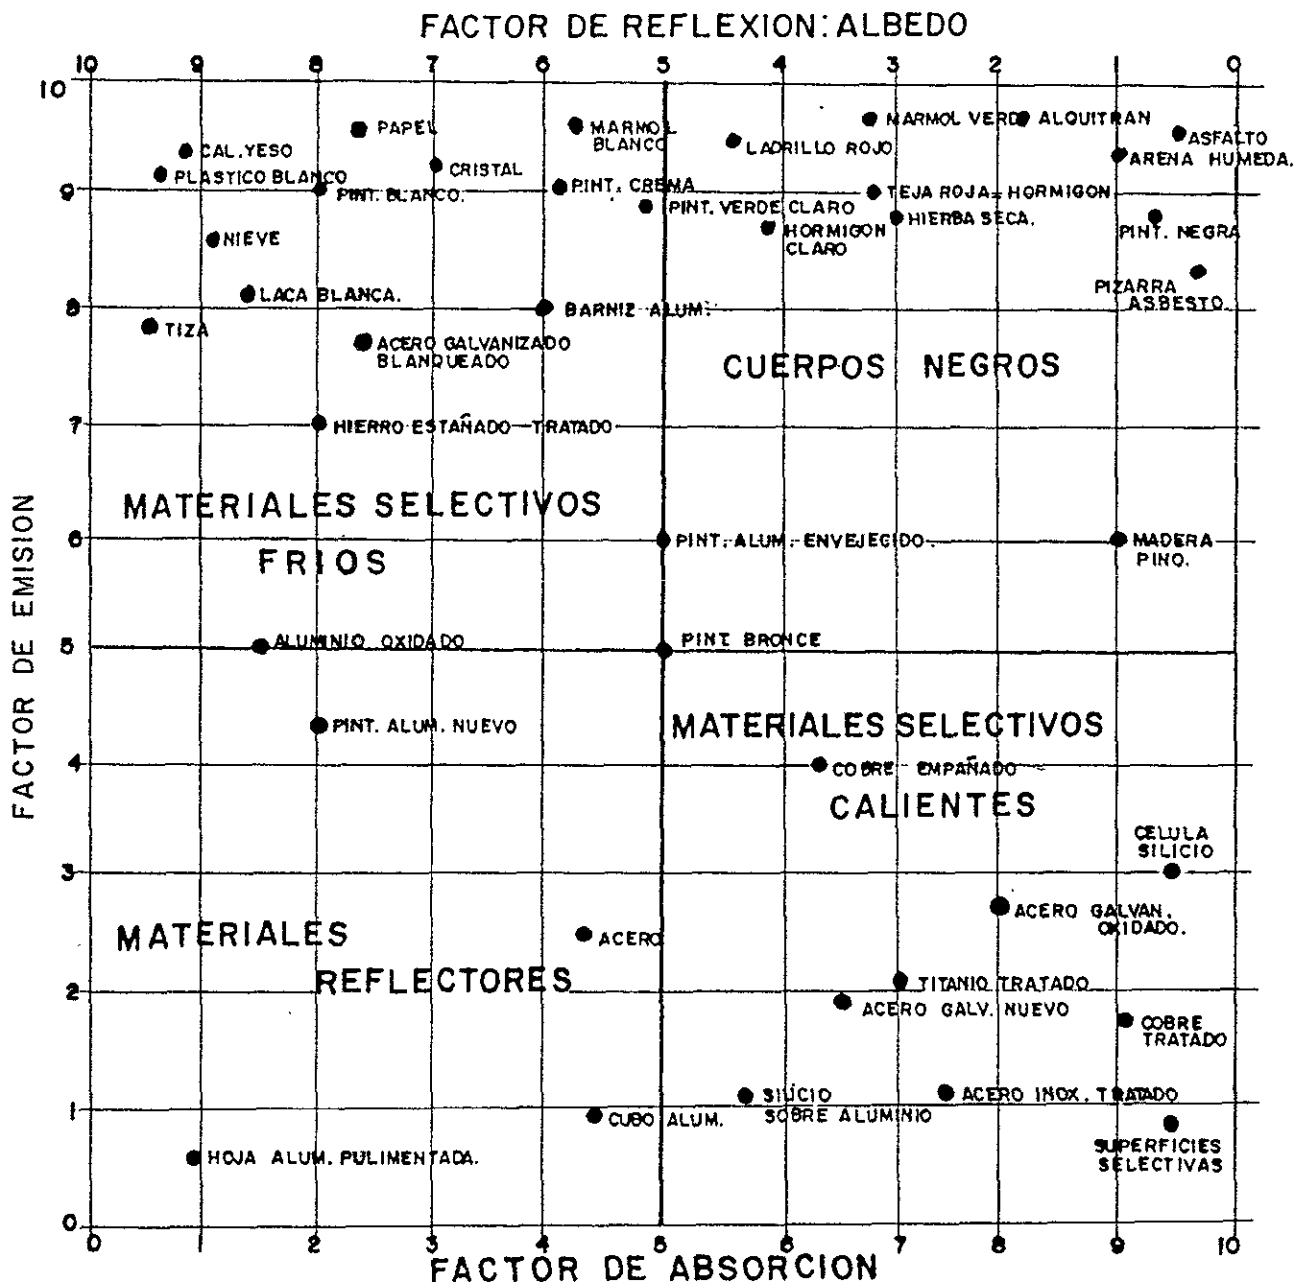 FACTOR DE REFLEXION: ALBEDO
10 9 8 7 6 5 4 3 2 1 0
10
PAPEL
MARMOL
BLANCO
MARMOL VERDE
ALQUITRAN
ASFALTO
CAL. YESO
CRISTAL
LADRILLO ROJO
ARENA HUMEDA.
PLASTICO BLANCO
9
PINT. BLANCO.
PINT. CREMA
TEJA ROJA-HORMIGON
PINT. VERDE CLARO
HIERBA SECA.
PINT. NEGRA
NIEVE
HORMIGON
CLARO
LACA BLANCA.
PIZARRA
ASBESTO.
8
BARNIZ ALUM.
TIZA
ACERO GALVANIZADO
BLANQUEADO
CUERPOS NEGROS
7
HIERRO ESTAÑADO-TRATADO
MATERIALES SELECTIVOS
FRIOS
6
PINT. ALUM. ENVEJECIDO.
MADERA
PINO.
5
ALUMINIO OXIDADO
PINT BRONCE
PINT. ALUM. NUEVO
MATERIALES SELECTIVOS
4
COBRE EMPAÑADO
CALIENTES
CELULA
SILICIO
3
ACERO GALVAN.
OXIDADO.
MATERIALES
REFLECTORES
ACERO
TITANIO TRATADO
2
ACERO GALV. NUEVO
COBRE
TRATADO
1
SILICIO
SOBRE ALUMINIO
ACERO INOX. TRATADO
CUBO ALUM.
SUPERFICIES
SELECTIVAS
HOJA ALUM. PULIMENTADA.
0
0 1 2 3 4 5 6 7 8 9 10
FACTOR DE ABSORCION
FACTOR DE EMISION